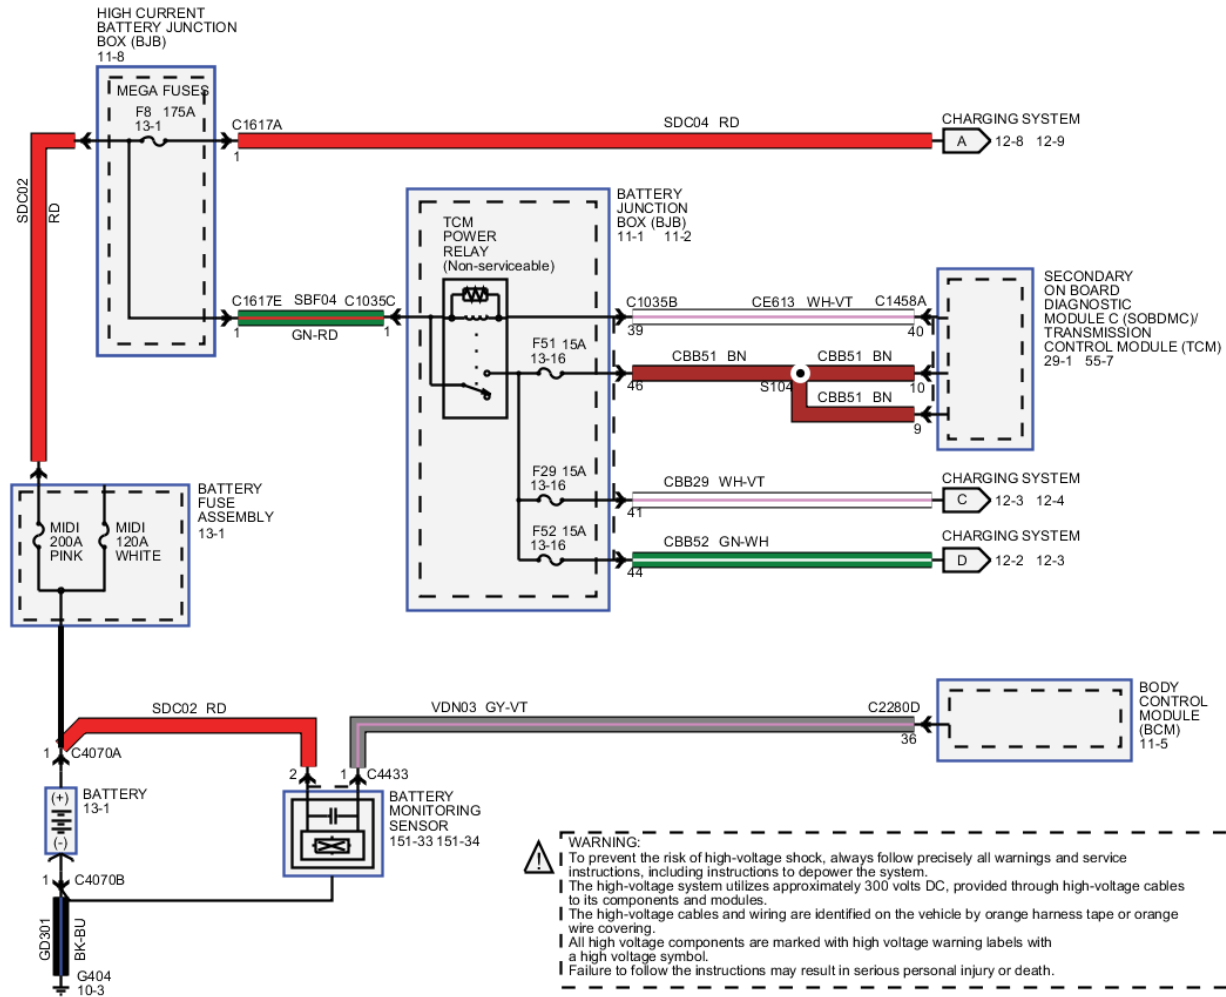 HIGH CURRENT
BATTERY JUNCTION
BOX (BJB)
11-8
MEGA FUSES
F8 175A
13-1
C1617A
1
SDC04 RD
CHARGING SYSTEM
A
12-8 12-9
SDC02
RD
C1617E
1
SBF04
GN-RD
C1035C
1
BATTERY
JUNCTION
BOX (BJB)
11-1 11-2
TCM
POWER
RELAY
(Non-serviceable)
C1035B
39
CE613 WH-VT
C1458A
40
F51 15A
13-16
46
CBB51 BN
S104
CBB51 BN
10
CBB51 BN
9
SECONDARY
ON BOARD
DIAGNOSTIC
MODULE C (SOBDMC)/
TRANSMISSION
CONTROL MODULE (TCM)
29-1 55-7
F29 15A
13-16
41
CBB29 WH-VT
CHARGING SYSTEM
C
12-3 12-4
F52 15A
13-16
44
CBB52 GN-WH
CHARGING SYSTEM
D
12-2 12-3
BATTERY
FUSE
ASSEMBLY
13-1
MIDI
200A
PINK
MIDI
120A
WHITE
SDC02 RD
1
C4070A
BATTERY
13-1
(+)
(-)
1
C4070B
GD301
BK-BU
G404
10-3
2
1
C4433
BATTERY
MONITORING
SENSOR
151-33 151-34
VDN03 GY-VT
C2280D
36
BODY
CONTROL
MODULE
(BCM)
11-5
WARNING:
To prevent the risk of high-voltage shock, always follow precisely all warnings and service
instructions, including instructions to depower the system.
The high-voltage system utilizes approximately 300 volts DC, provided through high-voltage cables
to its components and modules.
The high-voltage cables and wiring are identified on the vehicle by orange harness tape or orange
wire covering.
All high voltage components are marked with high voltage warning labels with
a high voltage symbol.
Failure to follow the instructions may result in serious personal injury or death.